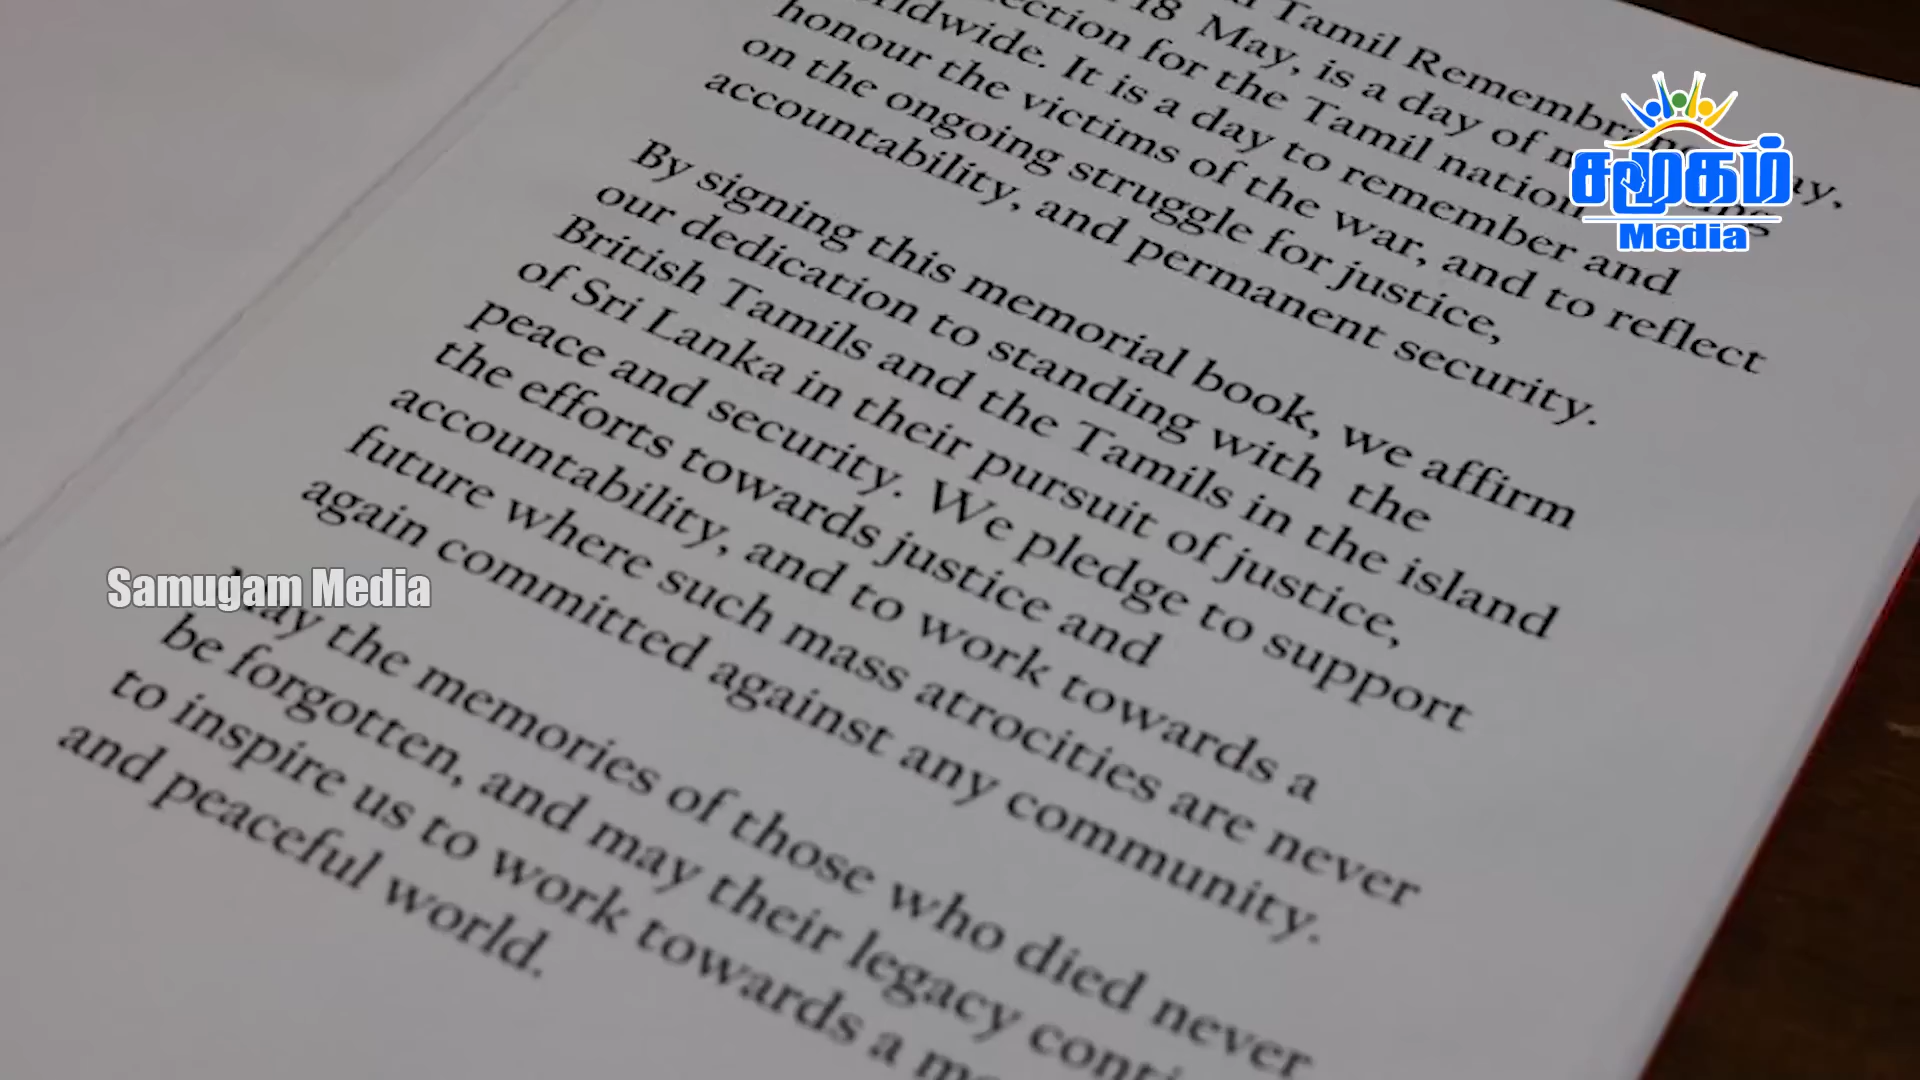 Tamil Remembrance
18 May, is a day of
for the Tamil nation
It is a day to remember and
honour the victims of the war, and to reflect
on the ongoing struggle for justice,
accountability, and permanent security.
By signing this memorial book, we affirm
our dedication to standing with the
British Tamils and the Tamils in the island
of Sri Lanka in their pursuit of justice,
peace and security. We pledge to support
the efforts towards justice and
accountability, and to work towards a
future where such mass atrocities are never
again committed against any community.
May the memories of those who died never
be forgotten, and may their legacy
to inspire us to work towards a
and peaceful world.
சமூகம்
Media
Samugam Media